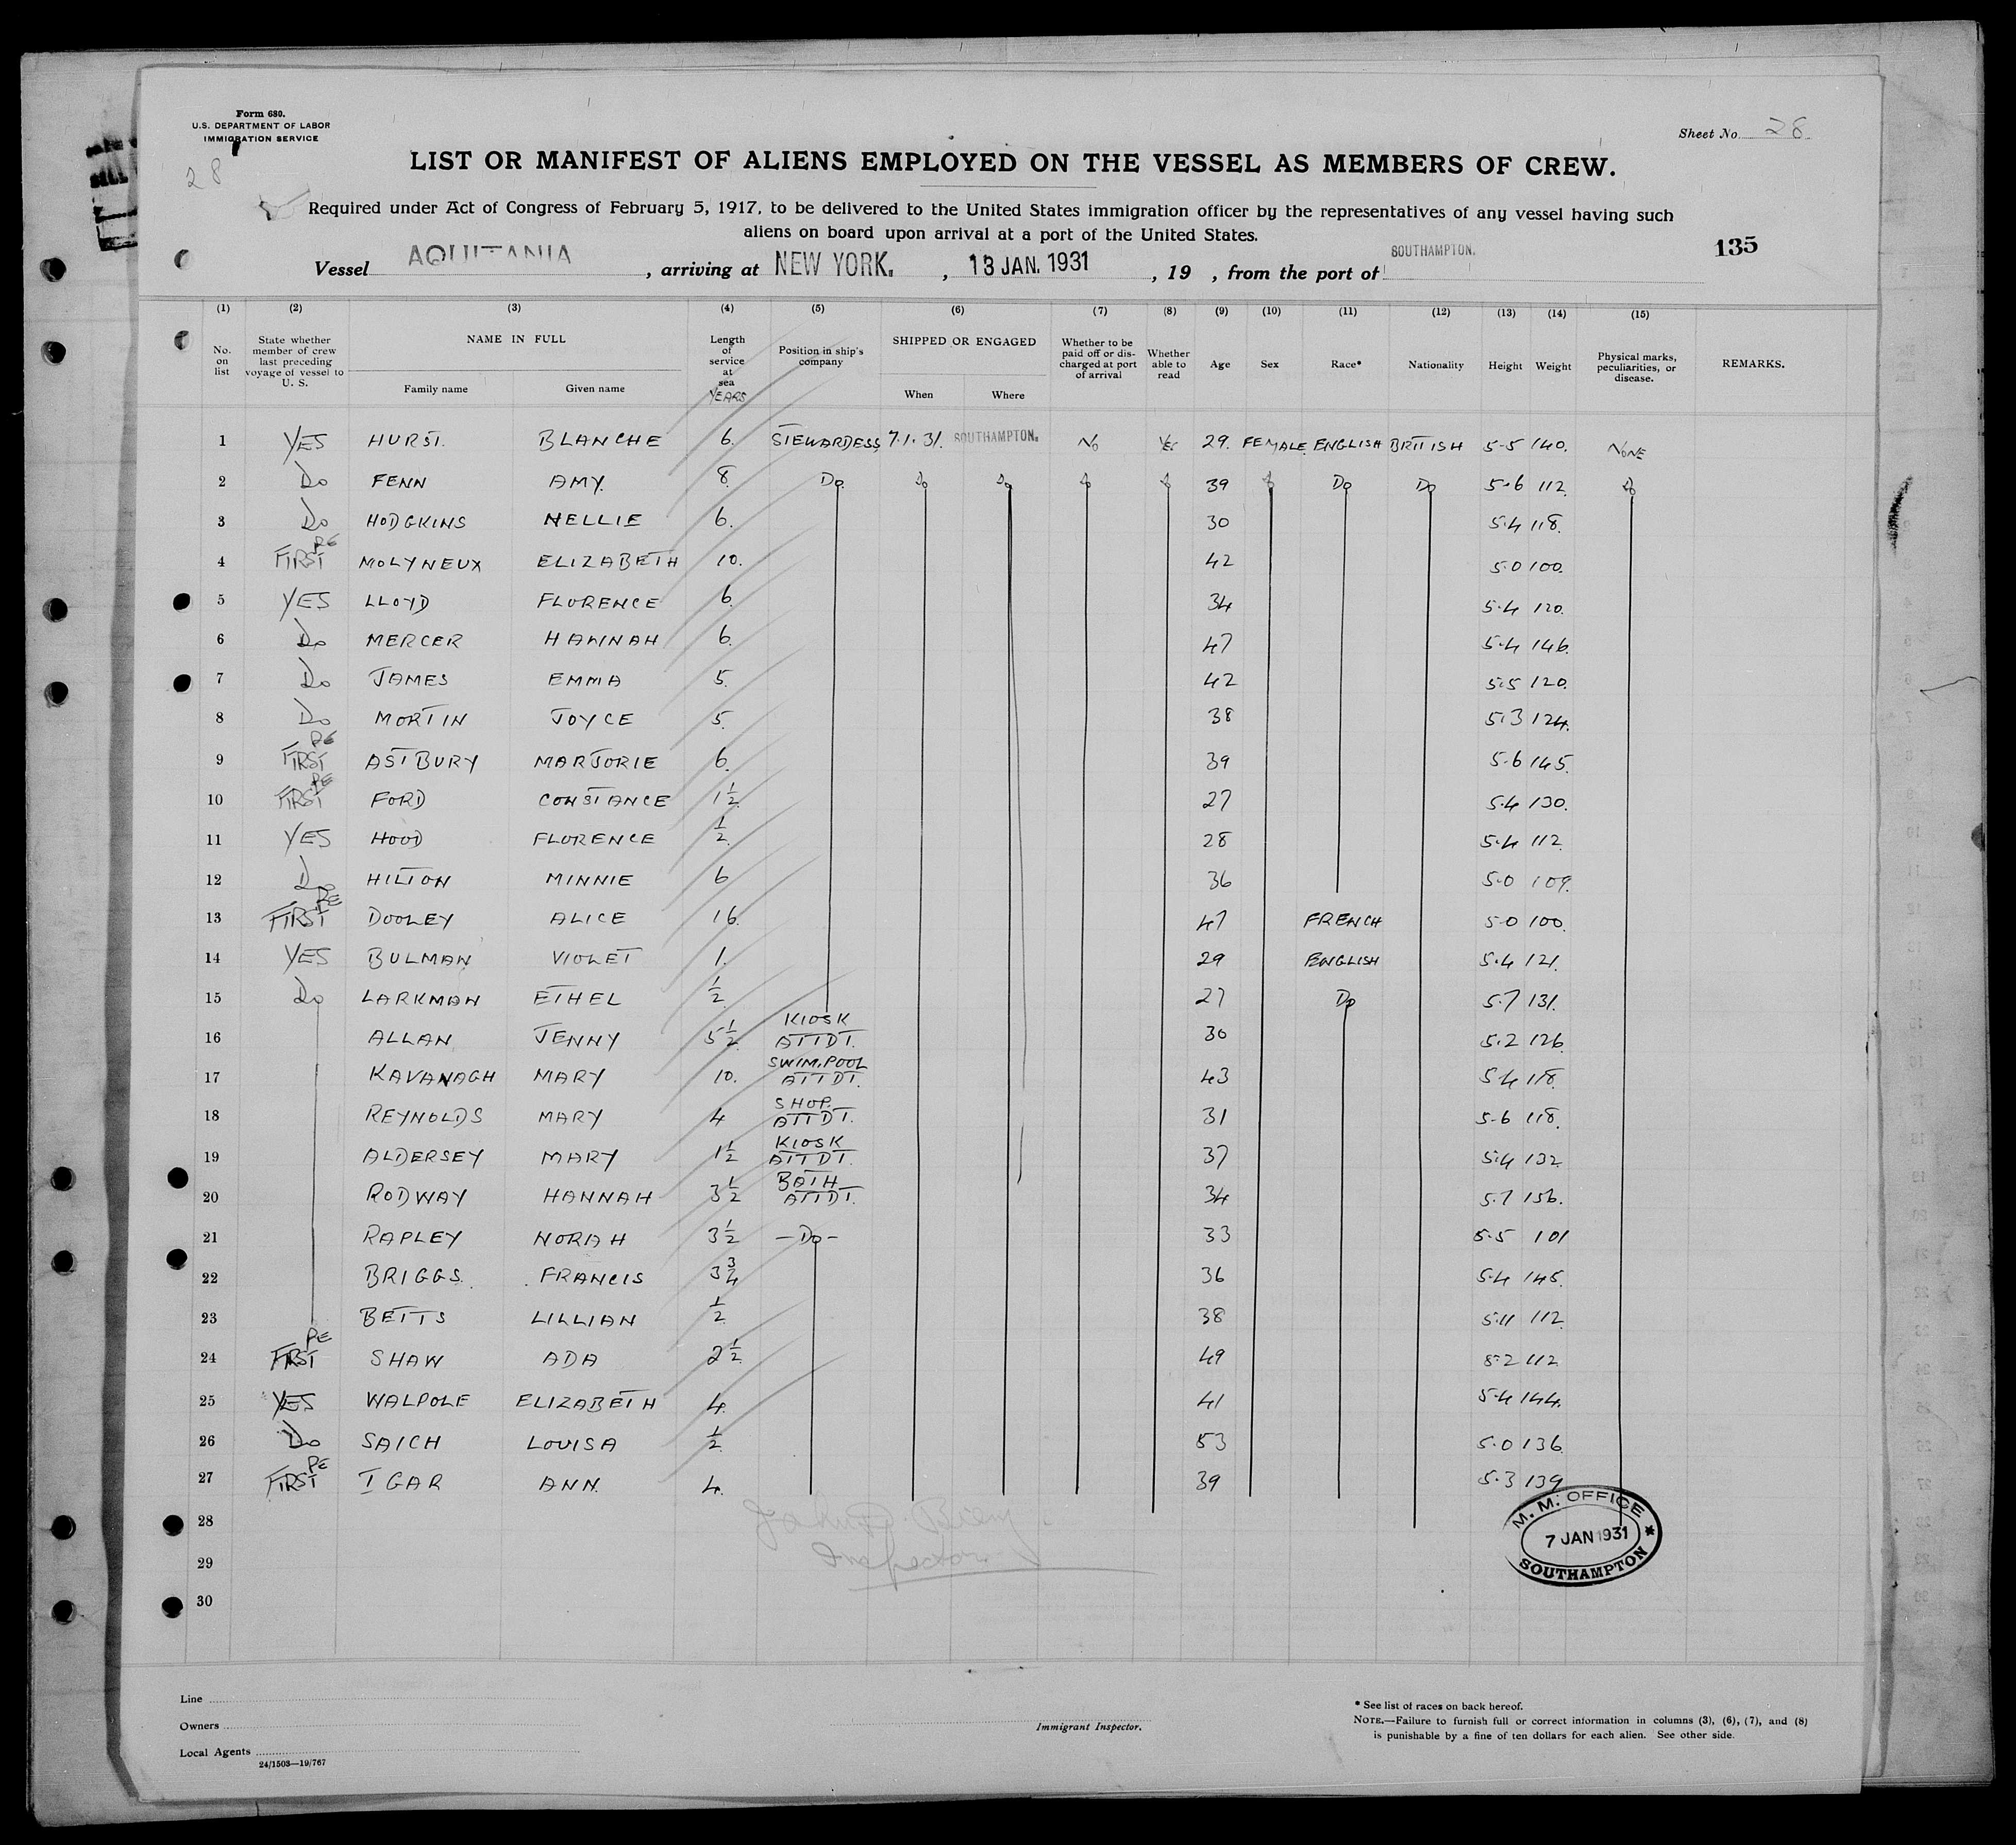 Form 680.
U.S. DEPARTMENT OF LABOR
IMMIGRATION SERVICE
28
Sheet No. 28
LIST OR MANIFEST OF ALIENS EMPLOYED ON THE VESSEL AS MEMBERS OF CREW.
Required under Act of Congress of February 5, 1917, to be delivered to the United States immigration officer by the representatives of any vessel having such
aliens on board upon arrival at a port of the United States.
135
Vessel AQUITANIA, arriving at NEW YORK., 13 JAN. 1931, 19 , from the port of SOUTHAMPTON.
(1) (2) (3) (4) (5) (6) (7) (8) (9) (10) (11) (12) (13) (14) (15)
No. on list
State whether member of crew last preceding voyage of vessel to U. S.
NAME IN FULL
Family name
Given name
Length of service at sea YEARS
Position in ship's company
SHIPPED OR ENGAGED
When
Where
Whether to be paid off or discharged at port of arrival
Whether able to read
Age
Sex
Race*
Nationality
Height
Weight
Physical marks, peculiarities, or disease.
REMARKS.
1 YES HURST. BLANCHE 6. STEWARDESS 7.1.31. SOUTHAMPTON. No Yes 29. FEMALE ENGLISH BRITISH 5-5 140. NONE
2 Do FENN AMY. 8. Do Do Do Do Do 39 Do Do Do 5.6 112. Do
3 Do HODGKINS NELLIE 6. 30 5.4 118.
4 FIRST RE MOLYNEUX ELIZABETH 10. 42 5.0 100.
5 YES LLOYD FLORENCE 6. 34 5.4 120.
6 Do MERCER HANNAH 6. 47 5.4 146.
7 Do JAMES EMMA 5. 42 5.5 120.
8 Do MORTIN JOYCE 5. 38 5.3 124.
9 FIRST RE ASTBURY MARJORIE 6. 39 5.6 145.
10 FIRST RE FORD CONSTANCE 1 1/2. 27 5.4 130.
11 YES HOOD FLORENCE 1/2. 28 5.4 112.
12 Do HILTON MINNIE 6 36 5.0 109.
13 FIRST RE DOOLEY ALICE 16. 47 FRENCH 5.0 100.
14 YES BULMAN VIOLET 1. 29 ENGLISH 5.4 121.
15 Do LARKMAN ETHEL 1/2. 27 Do 5.7 131.
16 ALLAN JENNY 5 1/2. KIOSK ATTDT. 30 5.2 126.
17 KAVANAGH MARY 10. SWIM.POOL ATTDT. 43 5.4 118.
18 REYNOLDS MARY 4 SHOP. ATTDT. 31 5-6 118.
19 ALDERSEY MARY 1 1/2 KIOSK ATTDT. 37 5.4 132
20 RODWAY HANNAH 3 1/2 BATH ATTDT. 34 5.7 156.
21 RAPLEY NORAH 3 1/2 - Do - 33 5.5 101
22 BRIGGS. FRANCIS 3 3/4 36 5.4 145.
23 BETTS LILLIAN 1/2 38 5.11 112.
24 FIRST RE SHAW ADA 2 1/2. 49 5.2 112
25 YES WALPOLE ELIZABETH 4. 41 5.4 144.
26 Do SAICH LOUISA 1/2. 53 5.0 136.
27 FIRST RE IGAR ANN. 4. 39 5.3 139
28
29
30
Inspector
M. M. OFFICE
7 JAN 1931
SOUTHAMPTON
Line
Owners
Local Agents
24/1503—19/767
Immigrant Inspector.
* See list of races on back hereof.
NOTE.—Failure to furnish full or correct information in columns (3), (6), (7), and (8)
is punishable by a fine of ten dollars for each alien. See other side.